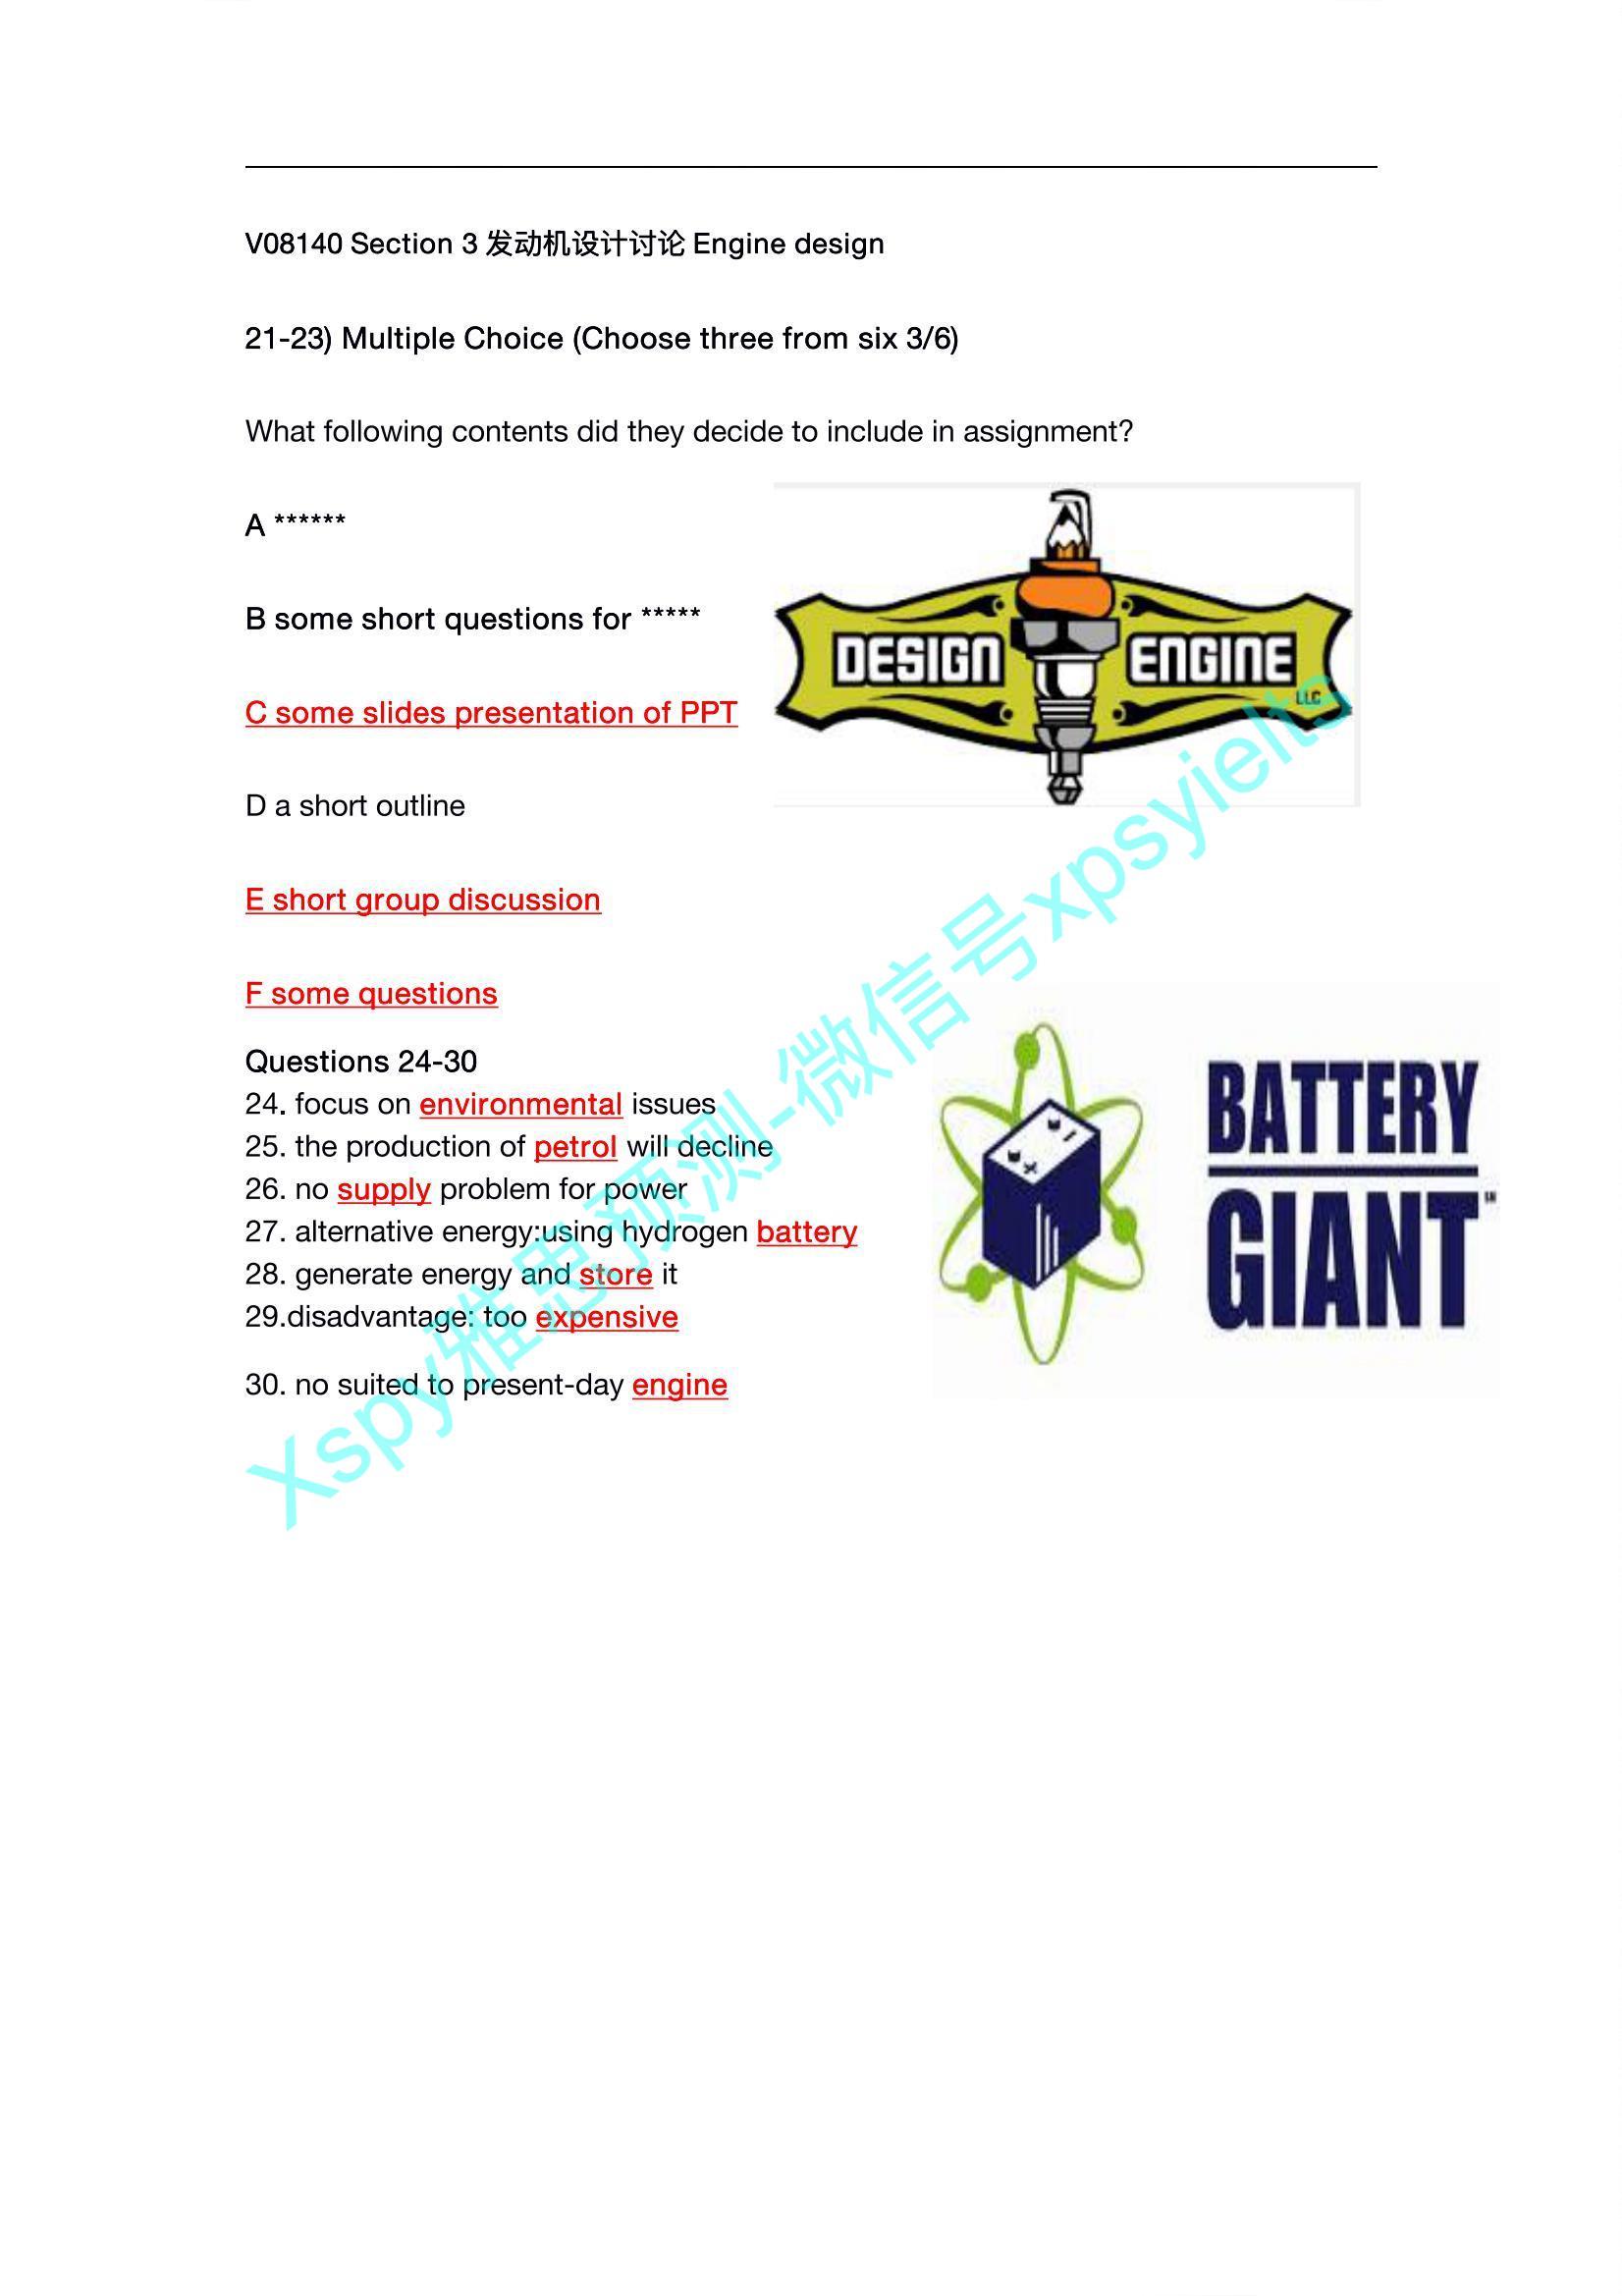 V08140 Section 3 发动机设计讨论 Engine design
21-23) Multiple Choice (Choose three from six 3/6)
What following contents did they decide to include in assignment?
A ******
B some short questions for *****
C some slides presentation of PPT
D a short outline
E short group discussion
F some questions
DESIGN ENGINE
LLC
Questions 24-30
24. focus on environmental issues
25. the production of petrol will decline
26. no supply problem for power
27. alternative energy:using hydrogen battery
28. generate energy and store it
29.disadvantage: too expensive
30. no suited to present-day engine
BATTERY
GIANT
Xspy雅思预测-微信号xpsyielts